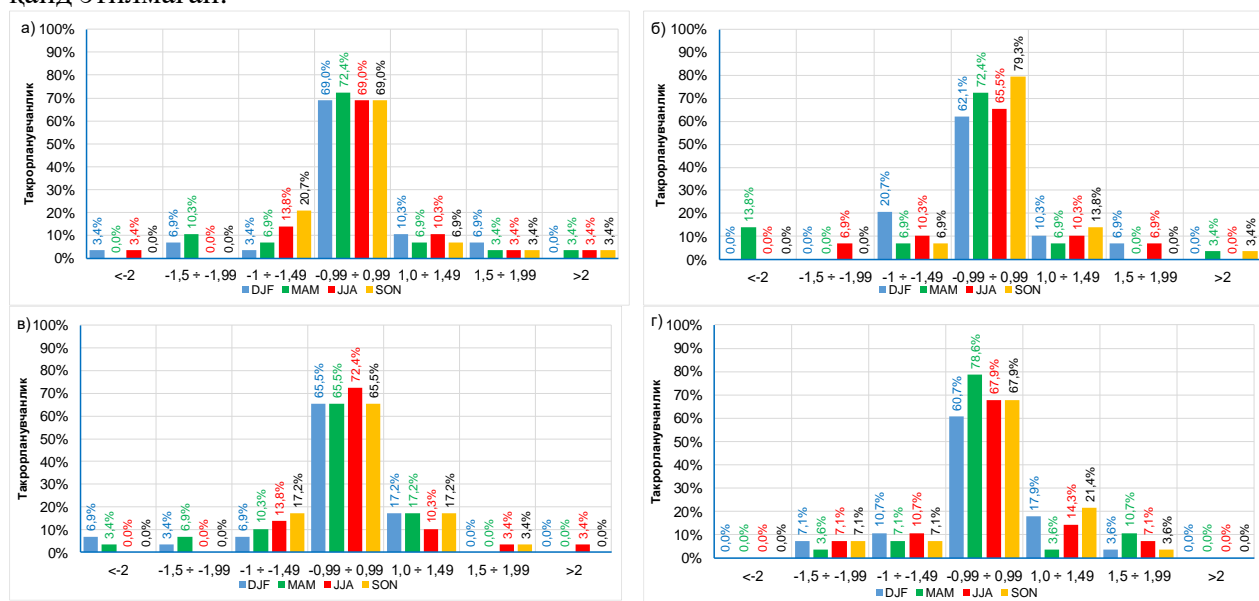 қайд этилмаган.
а)
100%
90%
80%
70%
60%
50%
40%
30%
20%
10%
0%
Такрорланувчанлик
3,4% 0,0% 3,4% 0,0% 6,9% 10,3% 0,0% 0,0% 3,4% 6,9% 13,8% 20,7% 69,0% 72,4% 69,0% 69,0% 10,3% 6,9% 10,3% 6,9% 6,9% 3,4% 3,4% 3,4% 0,0% 3,4% 3,4% 3,4%
<-2 -1,5 ÷ -1,99 -1 ÷ -1,49 -0,99 ÷ 0,99 1,0 ÷ 1,49 1,5 ÷ 1,99 >2
DJF MAM JJA SON
б)
100%
90%
80%
70%
60%
50%
40%
30%
20%
10%
0%
Такрорланувчанлик
0,0% 13,8% 0,0% 0,0% 0,0% 0,0% 6,9% 0,0% 20,7% 6,9% 10,3% 6,9% 62,1% 72,4% 65,5% 79,3% 10,3% 6,9% 10,3% 13,8% 6,9% 0,0% 6,9% 0,0% 0,0% 3,4% 0,0% 3,4%
<-2 -1,5 ÷ -1,99 -1 ÷ -1,49 -0,99 ÷ 0,99 1,0 ÷ 1,49 1,5 ÷ 1,99 >2
DJF MAM JJA SON
в)
100%
90%
80%
70%
60%
50%
40%
30%
20%
10%
0%
Такрорланувчанлик
6,9% 3,4% 0,0% 0,0% 3,4% 6,9% 0,0% 0,0% 6,9% 10,3% 13,8% 17,2% 65,5% 65,5% 72,4% 65,5% 17,2% 17,2% 10,3% 17,2% 0,0% 0,0% 3,4% 3,4% 0,0% 0,0% 3,4% 0,0%
<-2 -1,5 ÷ -1,99 -1 ÷ -1,49 -0,99 ÷ 0,99 1,0 ÷ 1,49 1,5 ÷ 1,99 >2
DJF MAM JJA SON
г)
100%
90%
80%
70%
60%
50%
40%
30%
20%
10%
0%
Такрорланувчанлик
0,0% 0,0% 0,0% 0,0% 7,1% 3,6% 7,1% 7,1% 10,7% 7,1% 10,7% 7,1% 60,7% 78,6% 67,9% 67,9% 17,9% 3,6% 14,3% 21,4% 3,6% 10,7% 7,1% 3,6% 0,0% 0,0% 0,0% 0,0%
<-2 -1,5 ÷ -1,99 -1 ÷ -1,49 -0,99 ÷ 0,99 1,0 ÷ 1,49 1,5 ÷ 1,99 >2
DJF MAM JJA SON